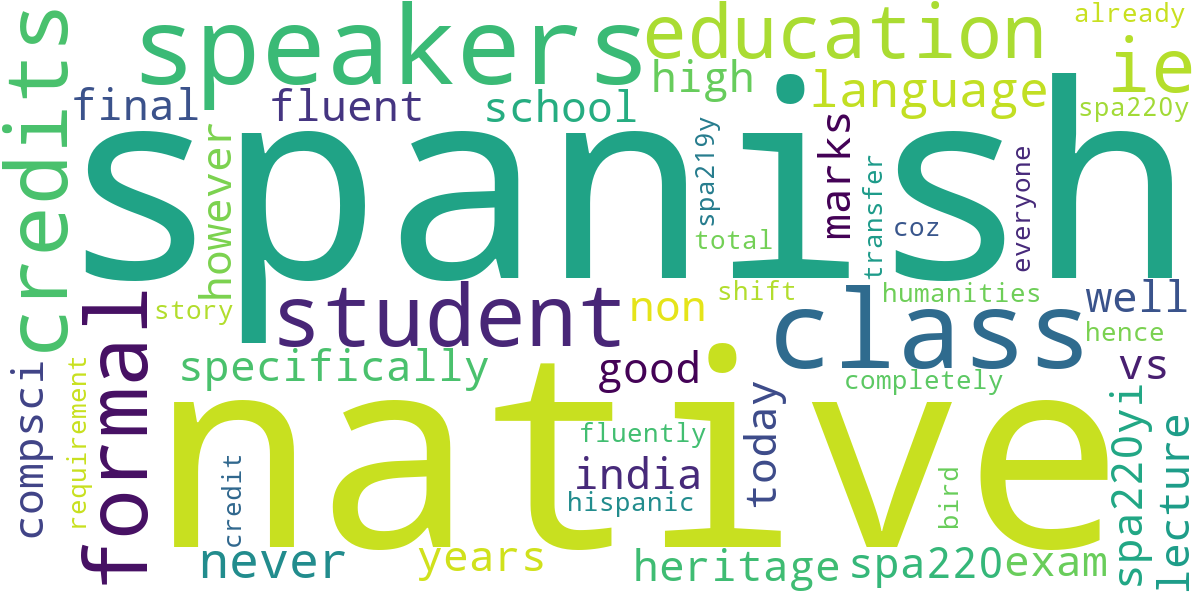 spanish
native
speakers
education
already
ie
credits
final
fluent
school
high
language
spa220y
however
spa219y
marks
transfer
coz
everyone
total
formal
story
student
non
shift
humanities
class
well
hence
vs
specifically
good
completely
compsci
requirement
credit
fluently
india
hispanic
today
bird
spa220yi
lecture
never
years
heritage
spa220
exam